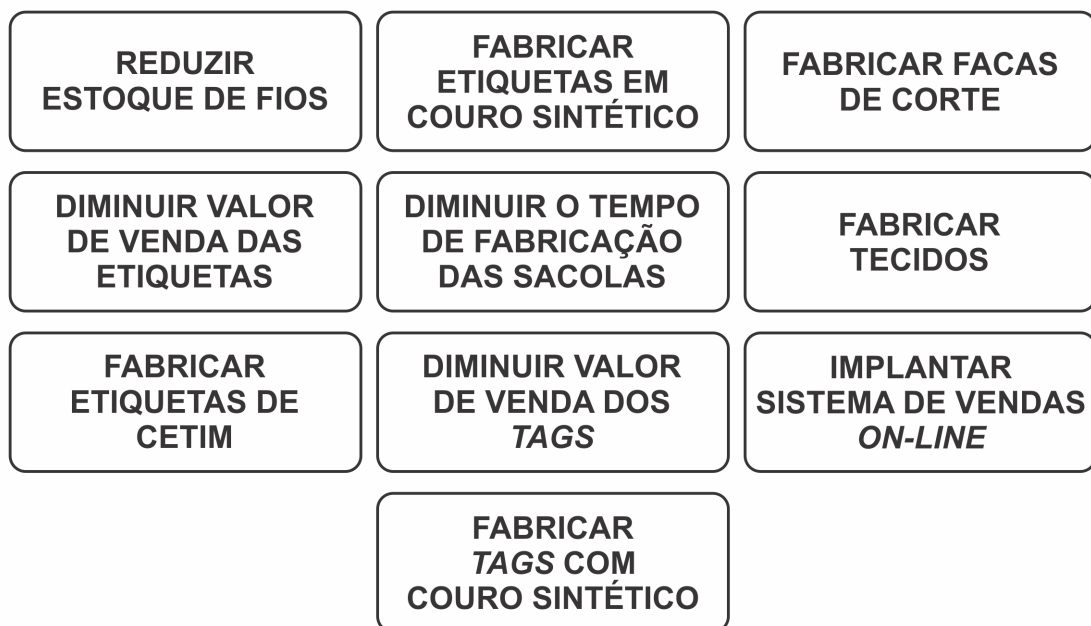 REDUZIR
ESTOQUE DE FIOS
FABRICAR
ETIQUETAS EM
COURO SINTÉTICO
FABRICAR FACAS
DE CORTE
DIMINUIR VALOR
DE VENDA DAS
ETIQUETAS
DIMINUIR O TEMPO
DE FABRICAÇÃO
DAS SACOLAS
FABRICAR
TECIDOS
FABRICAR
ETIQUETAS DE
CETIM
DIMINUIR VALOR
DE VENDA DOS
TAGS
IMPLANTAR
SISTEMA DE VENDAS
ON-LINE
FABRICAR
TAGS COM
COURO SINTÉTICO